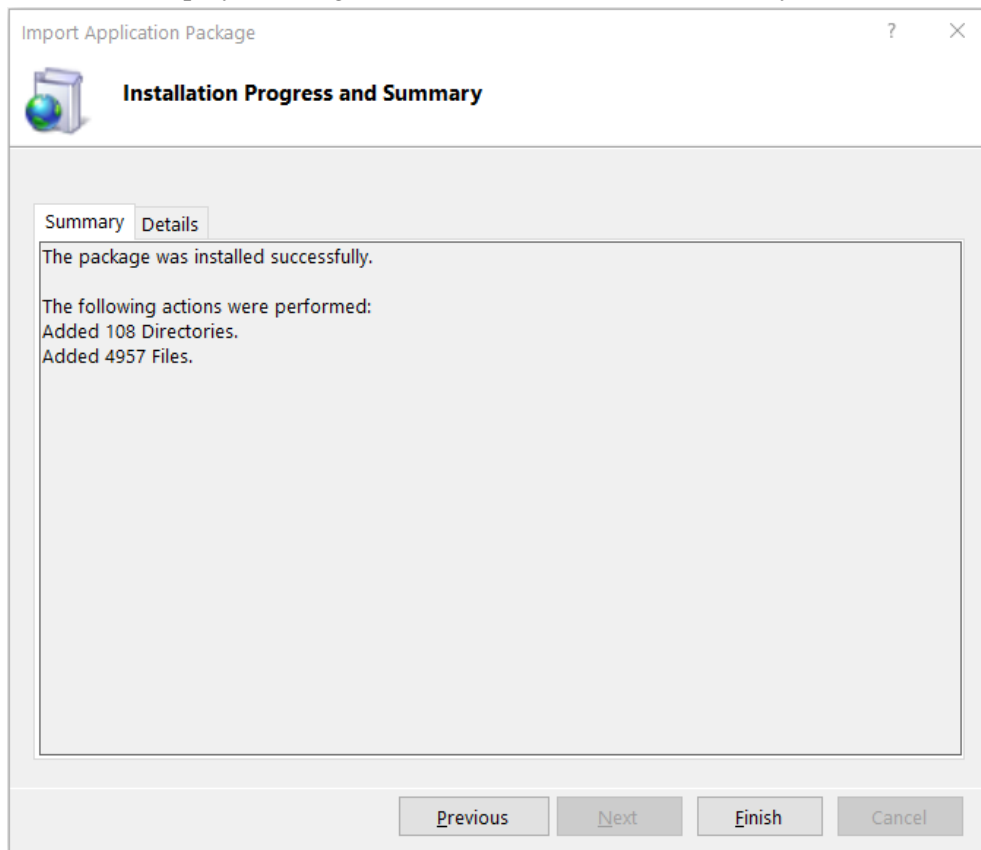 Import Application Package ? ×
Installation Progress and Summary
Summary Details
The package was installed successfully.
The following actions were performed:
Added 108 Directories.
Added 4957 Files.
Previous Next Finish Cancel